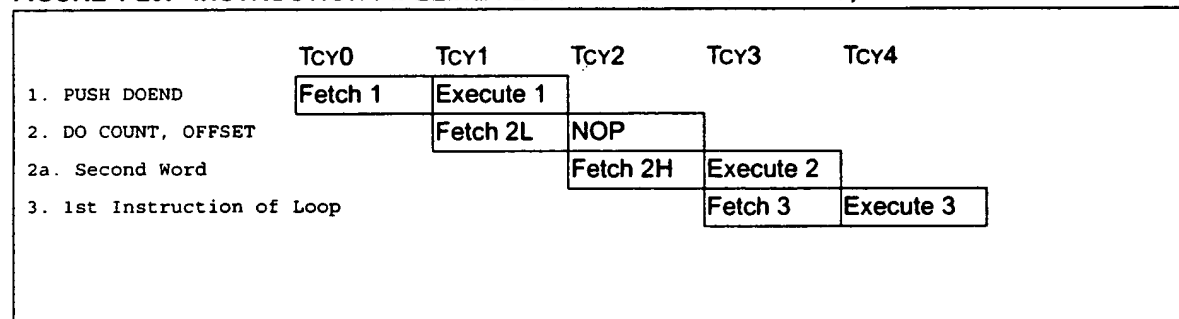 TCY0 TCY1 TCY2 TCY3 TCY4
1. PUSH DOEND Fetch 1 Execute 1
2. DO COUNT, OFFSET Fetch 2L NOP
2a. Second Word Fetch 2H Execute 2
3. 1st Instruction of Loop Fetch 3 Execute 3